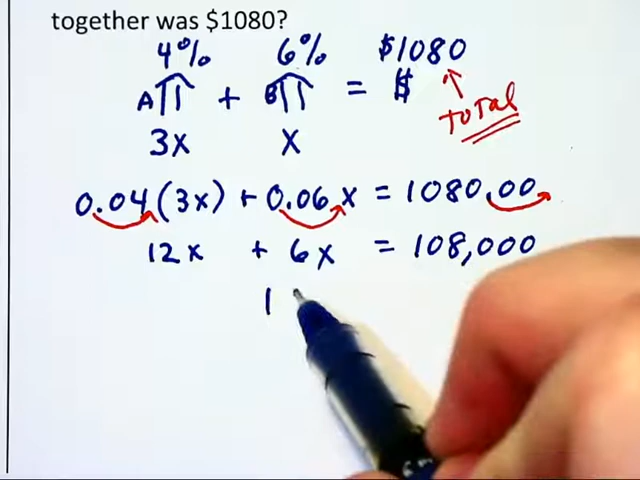 together was $1080?
4% 6% $1080
A + B = $
3x x total
0.04(3x) + 0.06x = 1080.00
12x + 6x = 108,000
1